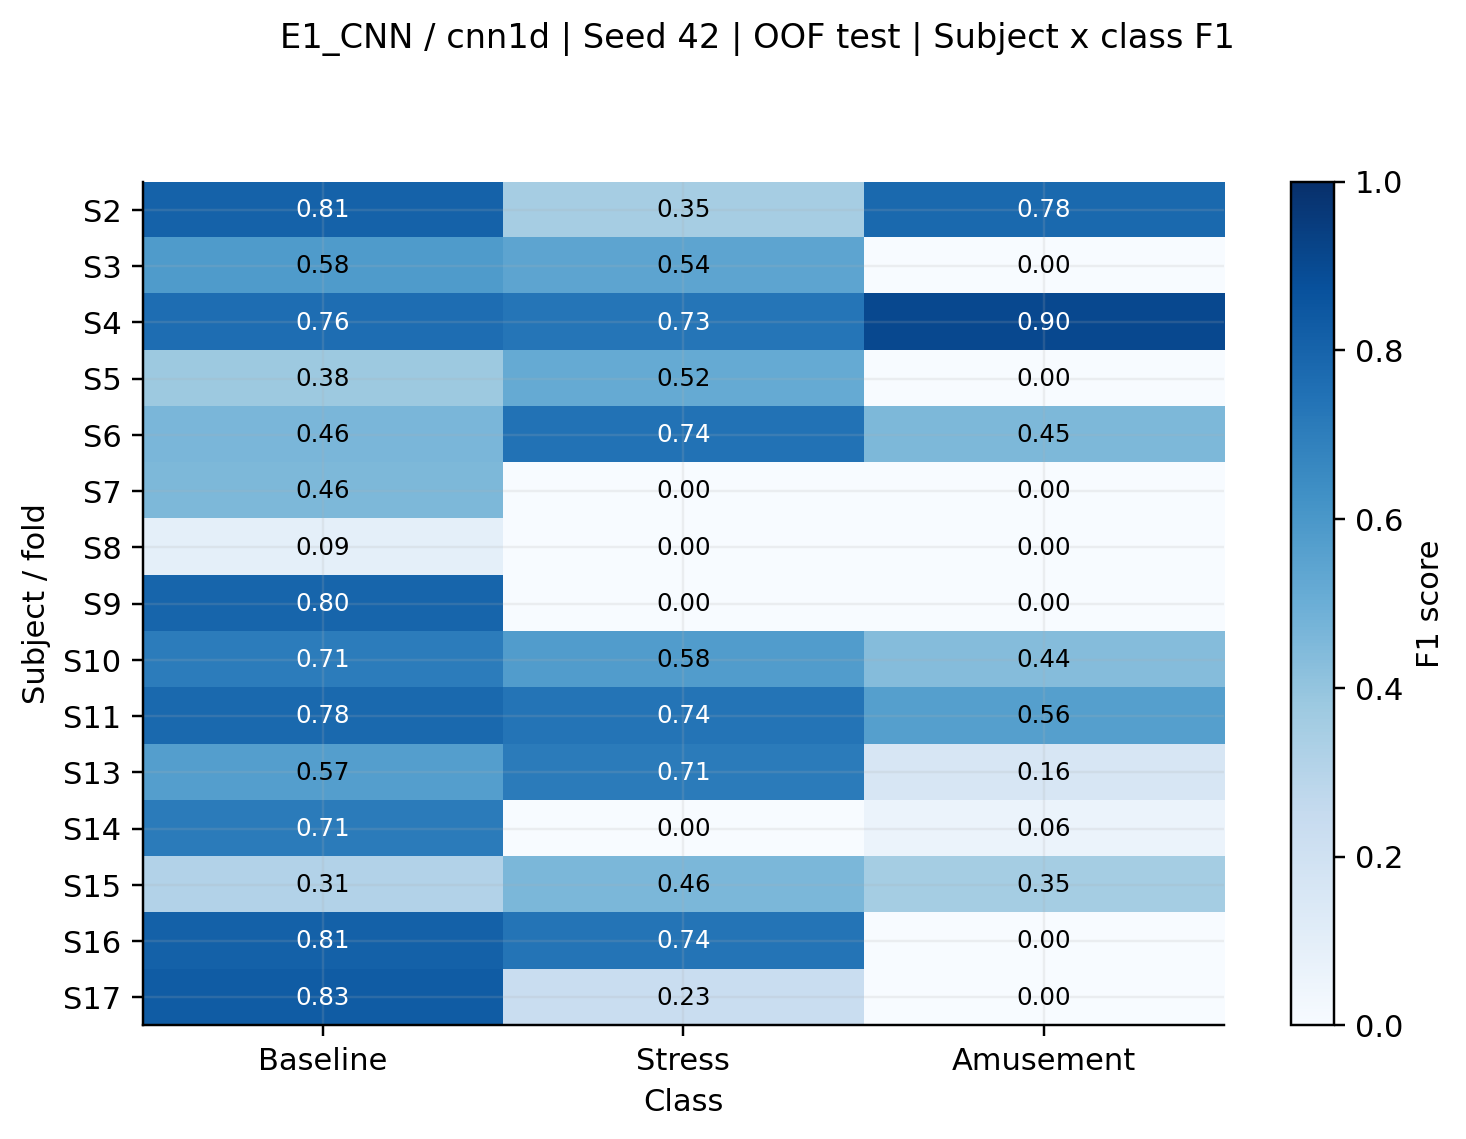 E1_CNN / cnn1d | Seed 42 | OOF test | Subject x class F1
Subject / fold
S2 0.81 0.35 0.78
S3 0.58 0.54 0.00
S4 0.76 0.73 0.90
S5 0.38 0.52 0.00
S6 0.46 0.74 0.45
S7 0.46 0.00 0.00
S8 0.09 0.00 0.00
S9 0.80 0.00 0.00
S10 0.71 0.58 0.44
S11 0.78 0.74 0.56
S13 0.57 0.71 0.16
S14 0.71 0.00 0.06
S15 0.31 0.46 0.35
S16 0.81 0.74 0.00
S17 0.83 0.23 0.00
Baseline Stress Amusement
Class
1.0
0.8
0.6
0.4
0.2
0.0
F1 score